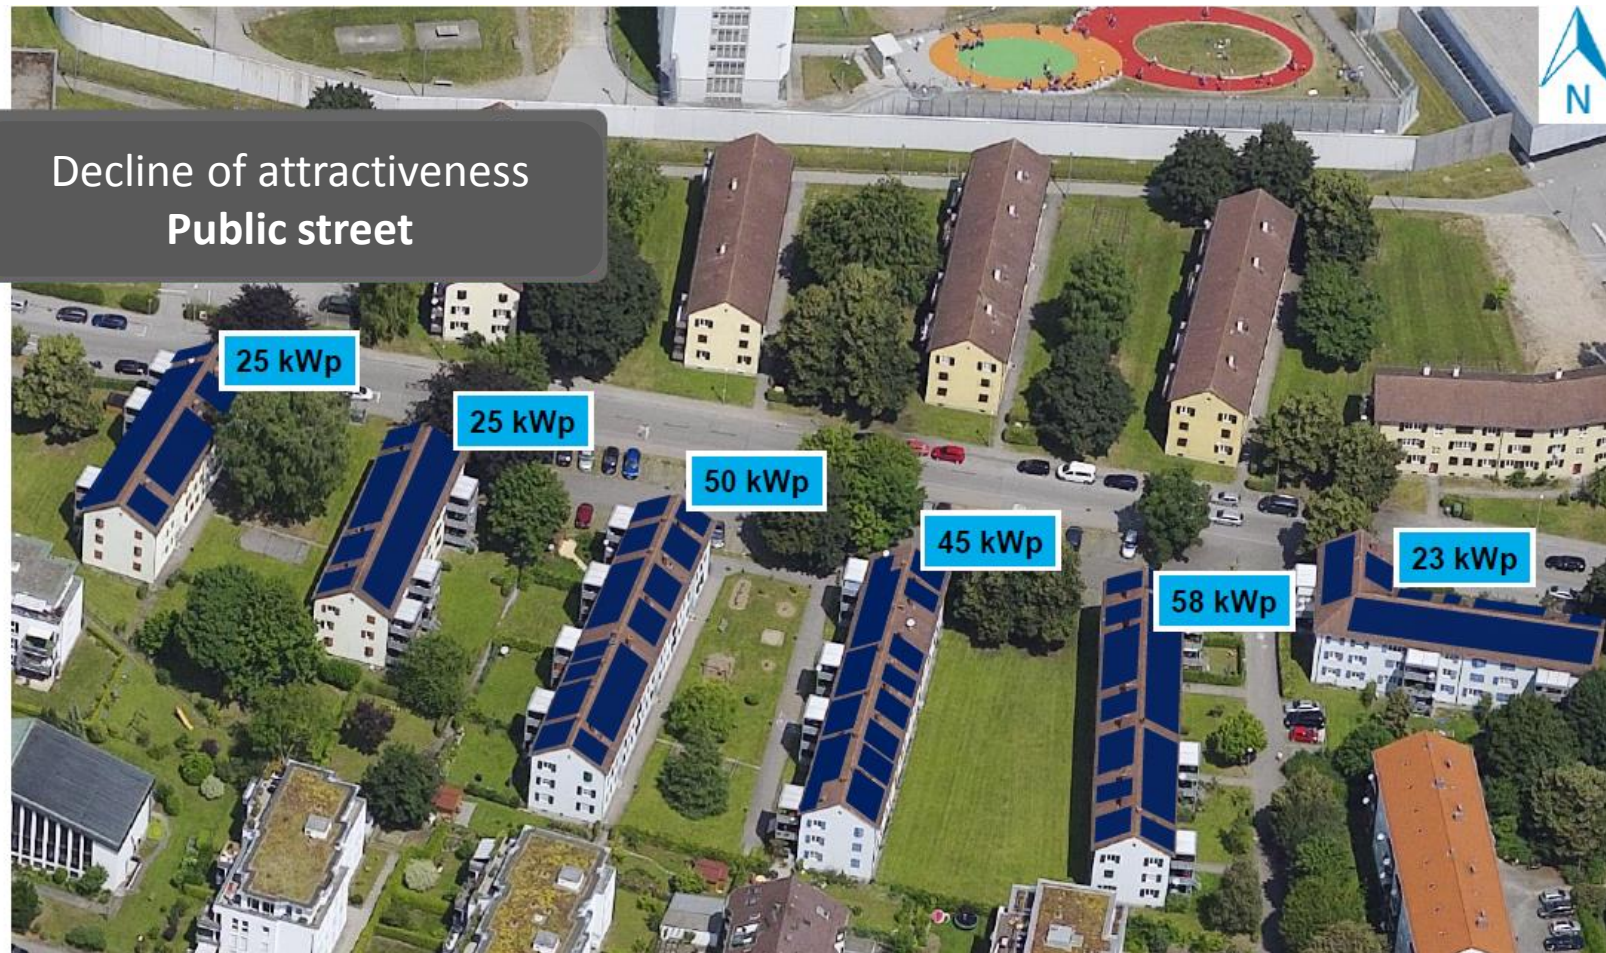 N
Decline of attractiveness
Public street
25 kWp
25 kWp
50 kWp
45 kWp
23 kWp
58 kWp